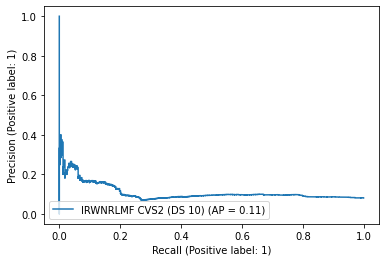 1.0
0.8
0.6
0.4
0.2
0.0
Precision (Positive label: 1)
IRWNRLMF CVS2 (DS 10) (AP = 0.11)
0.0 0.2 0.4 0.6 0.8 1.0
Recall (Positive label: 1)